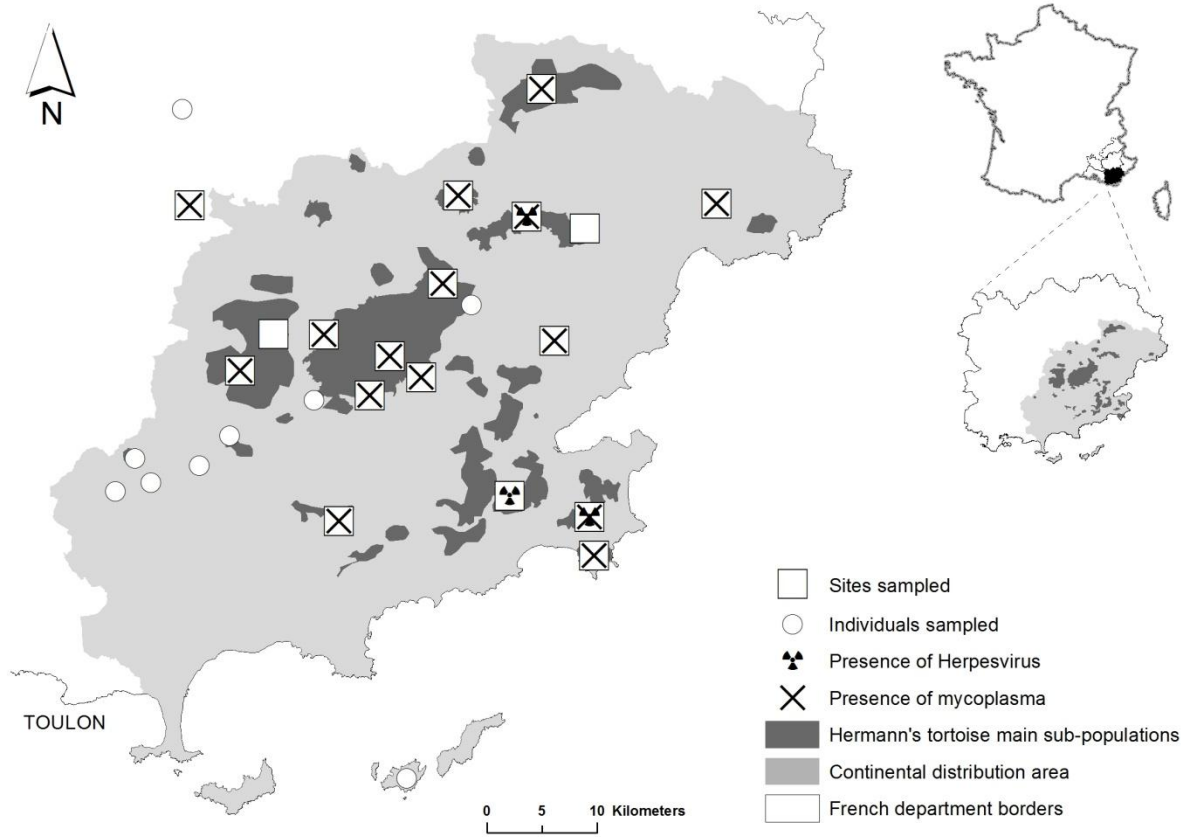 N
TOULON
0 5 10 Kilometers
Sites sampled
Individuals sampled
Presence of Herpesvirus
Presence of mycoplasma
Hermann's tortoise main sub-populations
Continental distribution area
French department borders